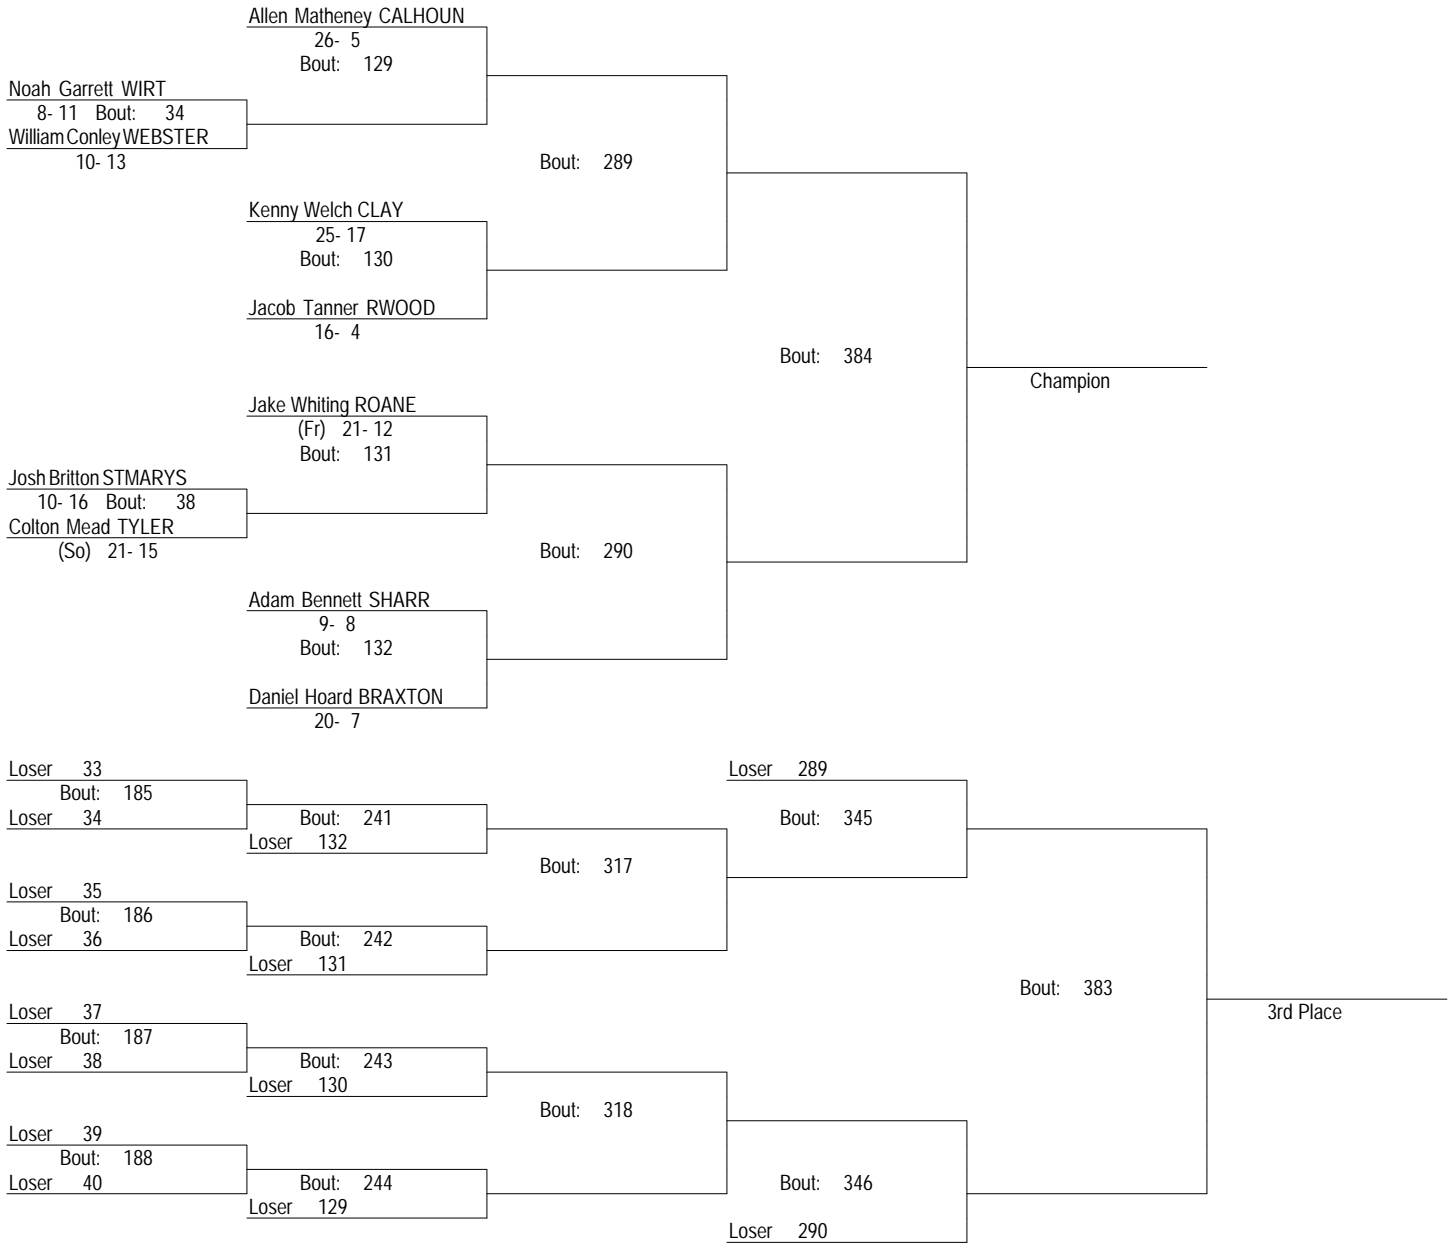 Allen Matheney CALHOUN
26- 5
Bout: 129
Noah Garrett WIRT
8- 11 Bout: 34
William Conley WEBSTER
10- 13
Bout: 289
Kenny Welch CLAY
25- 17
Bout: 130
Jacob Tanner RWOOD
16- 4
Bout: 384
Champion
Jake Whiting ROANE
(Fr) 21- 12
Bout: 131
Josh Britton STMARYS
10- 16 Bout: 38
Colton Mead TYLER
(So) 21- 15
Bout: 290
Adam Bennett SHARR
9- 8
Bout: 132
Daniel Hoard BRAXTON
20- 7
Loser 33
Bout: 185
Loser 34
Bout: 241
Loser 132
Bout: 317
Loser 289
Bout: 345
Loser 35
Bout: 186
Loser 36
Bout: 242
Loser 131
Bout: 383
3rd Place
Loser 37
Bout: 187
Loser 38
Bout: 243
Loser 130
Bout: 318
Loser 39
Bout: 188
Loser 40
Bout: 244
Loser 129
Bout: 346
Loser 290